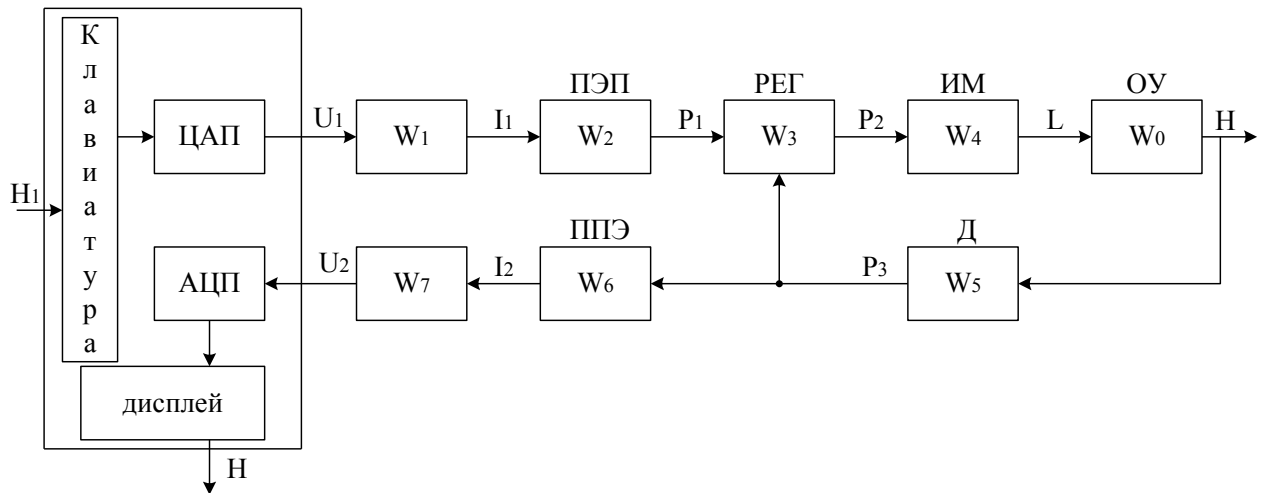 Клавиатура
ПЭП
РЕГ
ИМ
ОУ
ЦАП
U1
W1
I1
W2
P1
W3
P2
W4
L
W0
H
H1
ППЭ
Д
АЦП
U2
W7
I2
W6
P3
W5
дисплей
H